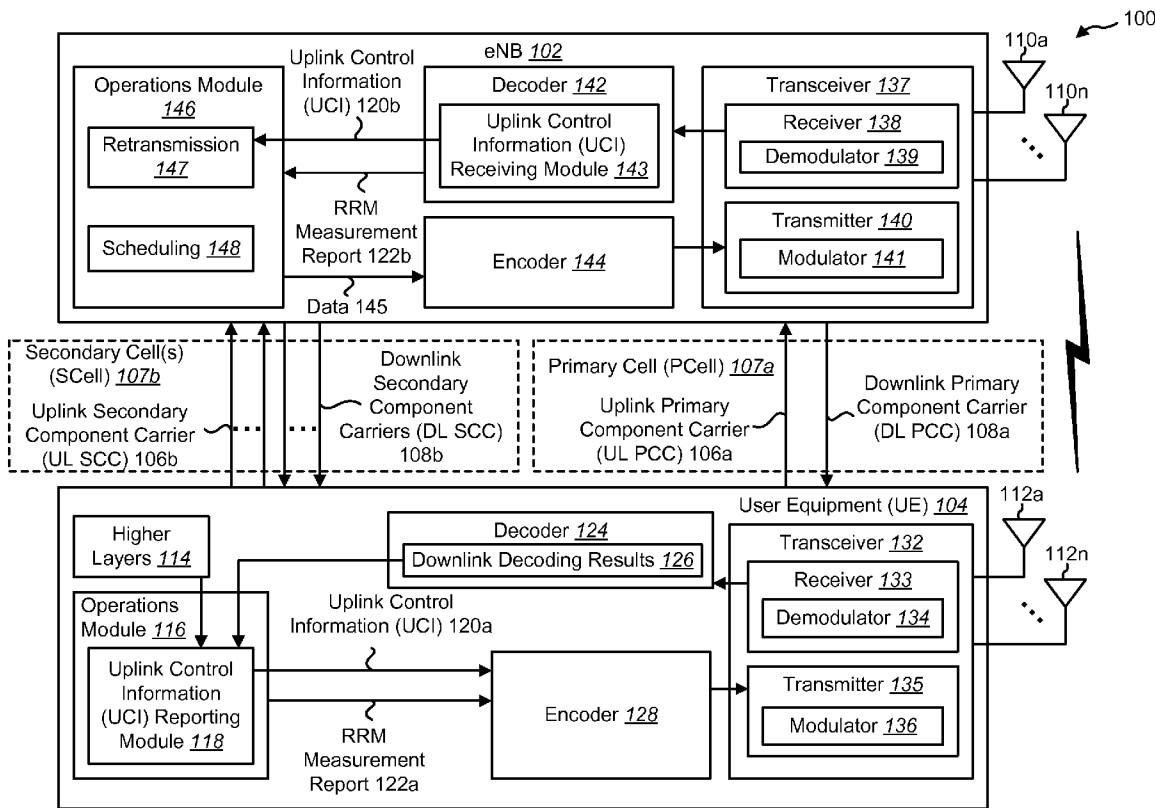 100
eNB 102
110a
110n
Operations Module 146
Retransmission 147
Scheduling 148
Uplink Control
Information
(UCI) 120b
RRM
Measurement
Report 122b
Data 145
Decoder 142
Uplink Control
Information (UCI)
Receiving Module 143
Encoder 144
Transceiver 137
Receiver 138
Demodulator 139
Transmitter 140
Modulator 141
Secondary Cell(s)
(SCell) 107b
Uplink Secondary
Component Carrier
(UL SCC) 106b
Downlink
Secondary
Component
Carriers (DL SCC)
108b
Primary Cell (PCell) 107a
Uplink Primary
Component Carrier
(UL PCC) 106a
Downlink Primary
Component Carrier
(DL PCC) 108a
User Equipment (UE) 104
112a
112n
Higher
Layers 114
Operations
Module 116
Uplink Control
Information
(UCI) Reporting
Module 118
Decoder 124
Downlink Decoding Results 126
Uplink Control
Information (UCI) 120a
RRM
Measurement
Report 122a
Encoder 128
Transceiver 132
Receiver 133
Demodulator 134
Transmitter 135
Modulator 136